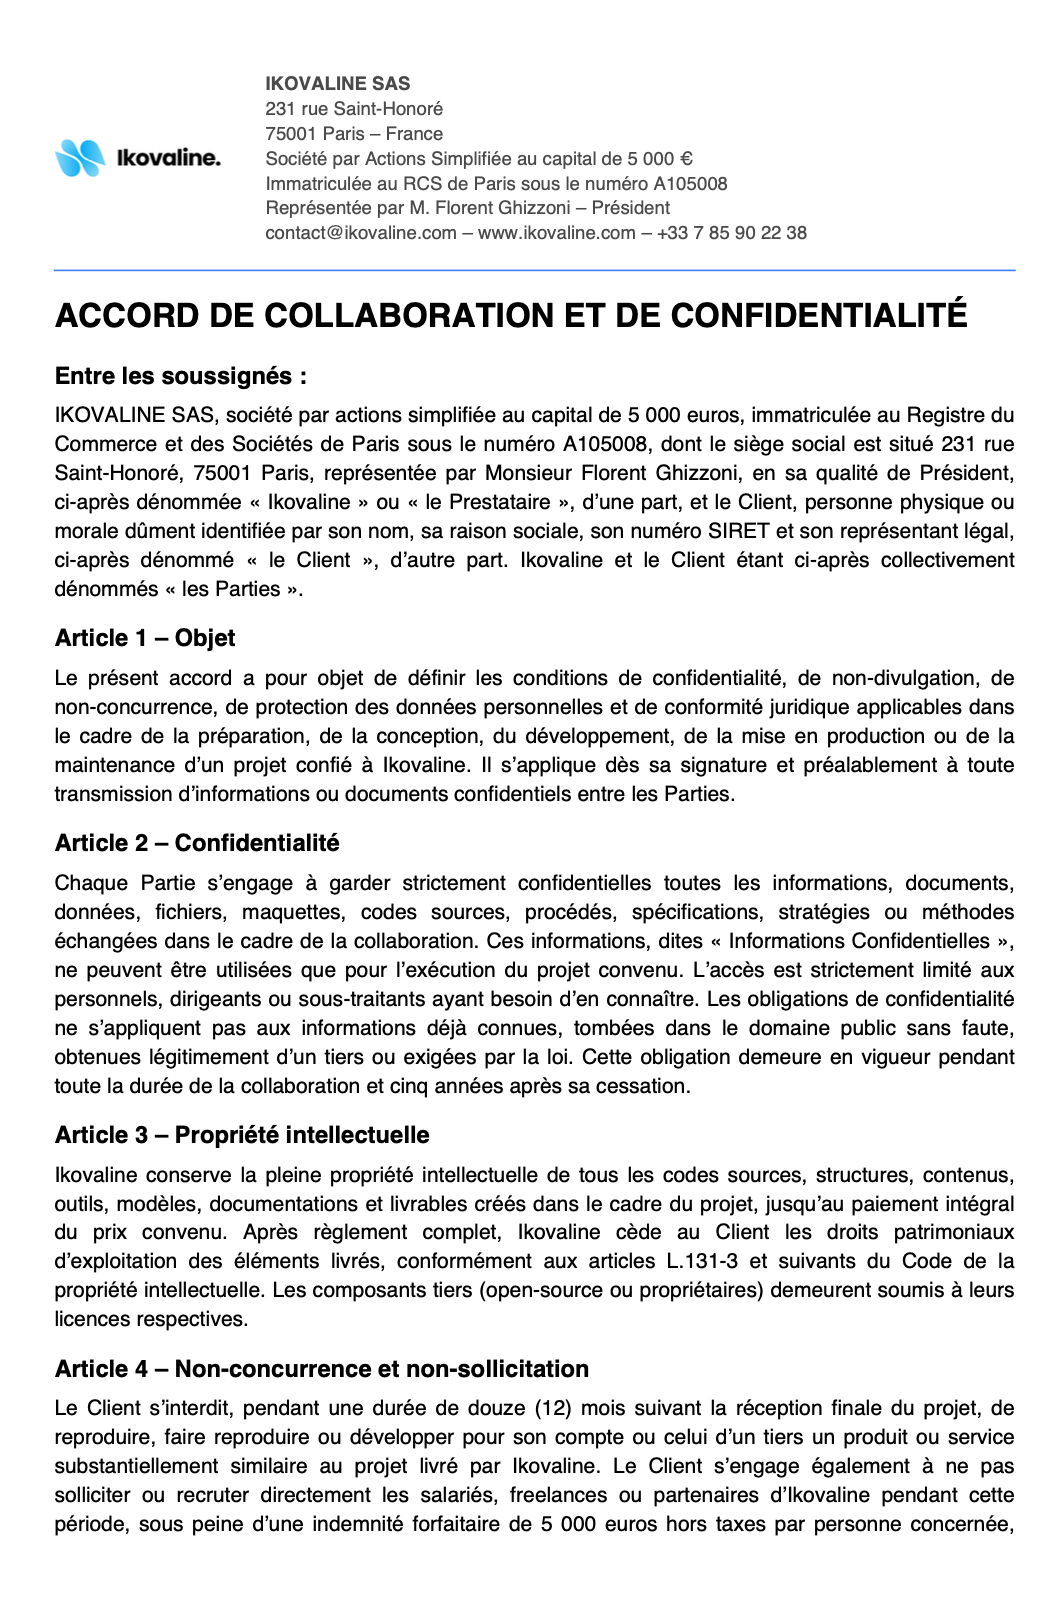 IKOVALINE SAS
231 rue Saint-Honoré
75001 Paris – France
Ikovaline.
Société par Actions Simplifiée au capital de 5 000 €
Immatriculée au RCS de Paris sous le numéro A105008
Représentée par M. Florent Ghizzoni – Président
contact@ikovaline.com – www.ikovaline.com – +33 7 85 90 22 38
ACCORD DE COLLABORATION ET DE CONFIDENTIALITÉ
Entre les soussignés :
IKOVALINE SAS, société par actions simplifiée au capital de 5 000 euros, immatriculée au Registre du
Commerce et des Sociétés de Paris sous le numéro A105008, dont le siège social est situé 231 rue
Saint-Honoré, 75001 Paris, représentée par Monsieur Florent Ghizzoni, en sa qualité de Président,
ci-après dénommée « Ikovaline » ou « le Prestataire », d’une part, et le Client, personne physique ou
morale dûment identifiée par son nom, sa raison sociale, son numéro SIRET et son représentant légal,
ci-après dénommé « le Client », d’autre part. Ikovaline et le Client étant ci-après collectivement
dénommés « les Parties ».
Article 1 – Objet
Le présent accord a pour objet de définir les conditions de confidentialité, de non-divulgation, de
non-concurrence, de protection des données personnelles et de conformité juridique applicables dans
le cadre de la préparation, de la conception, du développement, de la mise en production ou de la
maintenance d’un projet confié à Ikovaline. Il s’applique dès sa signature et préalablement à toute
transmission d’informations ou documents confidentiels entre les Parties.
Article 2 – Confidentialité
Chaque Partie s’engage à garder strictement confidentielles toutes les informations, documents,
données, fichiers, maquettes, codes sources, procédés, spécifications, stratégies ou méthodes
échangées dans le cadre de la collaboration. Ces informations, dites « Informations Confidentielles »,
ne peuvent être utilisées que pour l’exécution du projet convenu. L’accès est strictement limité aux
personnels, dirigeants ou sous-traitants ayant besoin d’en connaître. Les obligations de confidentialité
ne s’appliquent pas aux informations déjà connues, tombées dans le domaine public sans faute,
obtenues légitimement d’un tiers ou exigées par la loi. Cette obligation demeure en vigueur pendant
toute la durée de la collaboration et cinq années après sa cessation.
Article 3 – Propriété intellectuelle
Ikovaline conserve la pleine propriété intellectuelle de tous les codes sources, structures, contenus,
outils, modèles, documentations et livrables créés dans le cadre du projet, jusqu’au paiement intégral
du prix convenu. Après règlement complet, Ikovaline cède au Client les droits patrimoniaux
d’exploitation des éléments livrés, conformément aux articles L.131-3 et suivants du Code de la
propriété intellectuelle. Les composants tiers (open-source ou propriétaires) demeurent soumis à leurs
licences respectives.
Article 4 – Non-concurrence et non-sollicitation
Le Client s’interdit, pendant une durée de douze (12) mois suivant la réception finale du projet, de
reproduire, faire reproduire ou développer pour son compte ou celui d’un tiers un produit ou service
substantiellement similaire au projet livré par Ikovaline. Le Client s’engage également à ne pas
solliciter ou recruter directement les salariés, freelances ou partenaires d’Ikovaline pendant cette
période, sous peine d’une indemnité forfaitaire de 5 000 euros hors taxes par personne concernée,